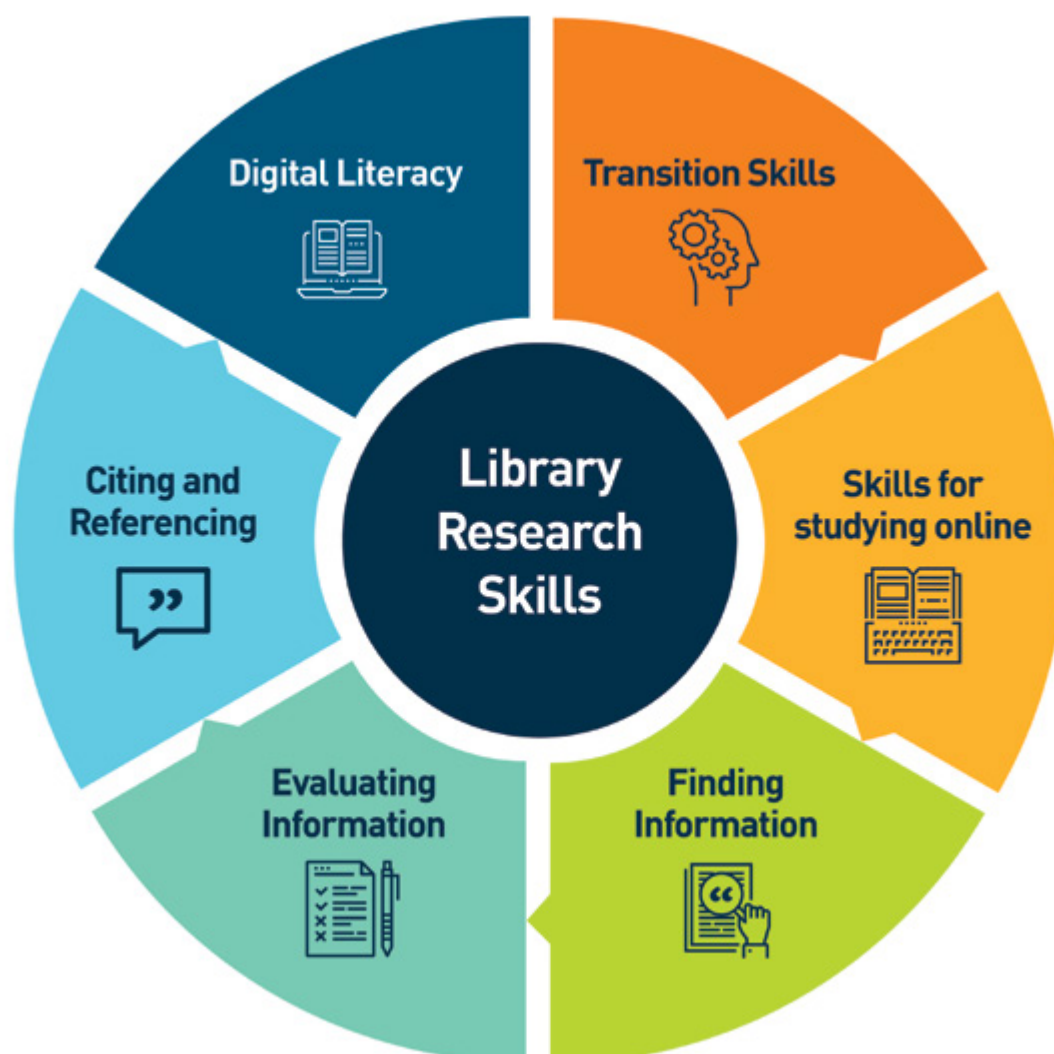 Library
Research
Skills
Transition Skills
Skills for
studying online
Finding
Information
Evaluating
Information
Citing and
Referencing
Digital Literacy